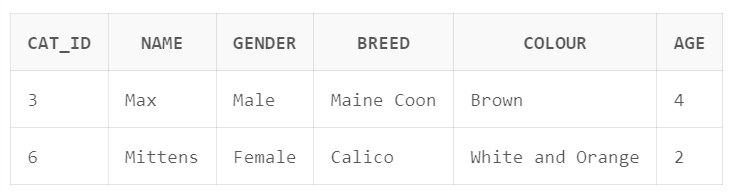 CAT_ID NAME GENDER BREED COLOUR AGE
3 Max Male Maine Coon Brown 4
6 Mittens Female Calico White and Orange 2